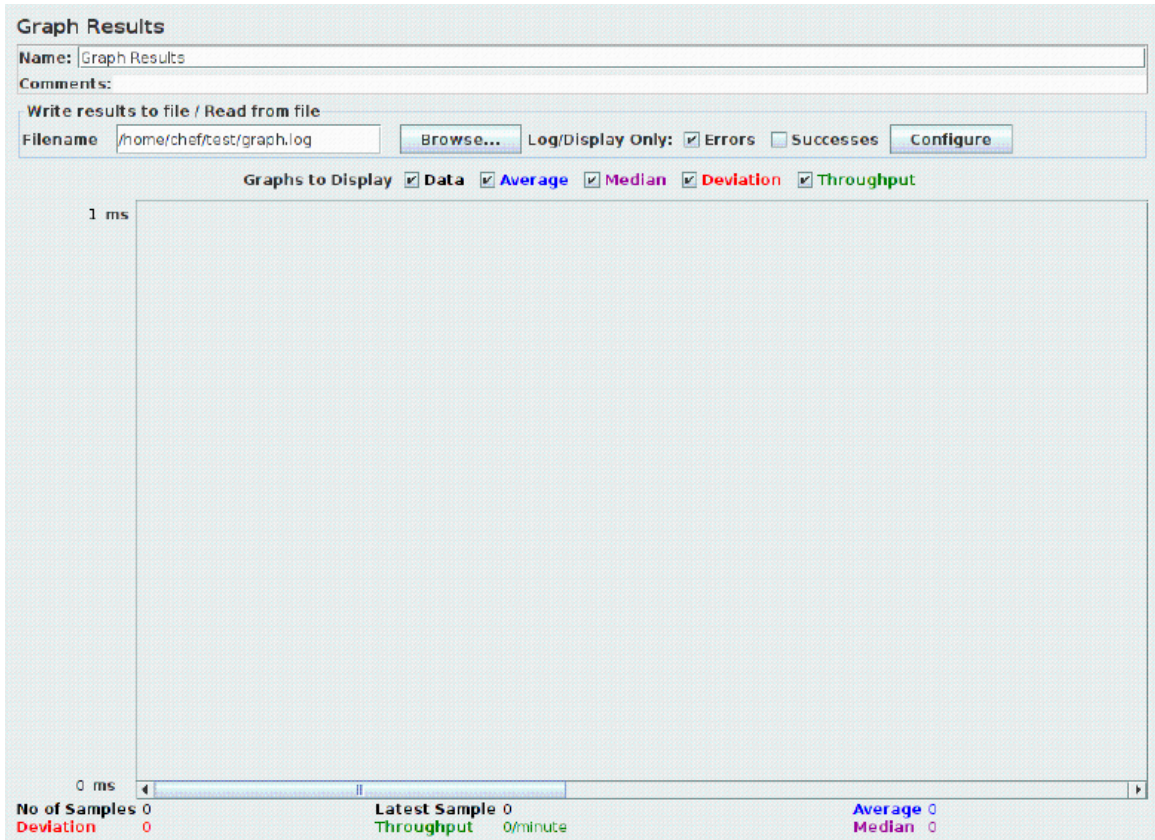 Graph Results
Name: Graph Results
Comments:
Write results to file / Read from file
Filename /home/chef/test/graph.log Browse... Log/Display Only: Errors Successes Configure
Graphs to Display Data Average Median Deviation Throughput
1 ms
0 ms
No of Samples 0 Latest Sample 0 Average 0
Deviation 0 Throughput 0/minute Median 0